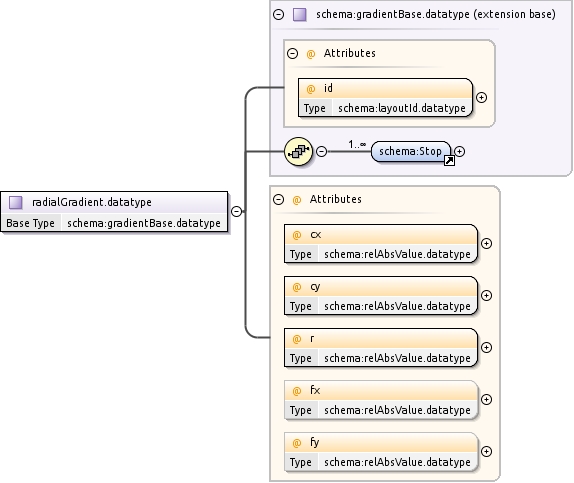 schema:gradientBase.datatype (extension base)
@ Attributes
@ id
Type schema:layoutId.datatype
1..∞
schema:Stop
radialGradient.datatype
Base Type schema:gradientBase.datatype
@ Attributes
@ cx
Type schema:relAbsValue.datatype
@ cy
Type schema:relAbsValue.datatype
@ r
Type schema:relAbsValue.datatype
@ fx
Type schema:relAbsValue.datatype
@ fy
Type schema:relAbsValue.datatype